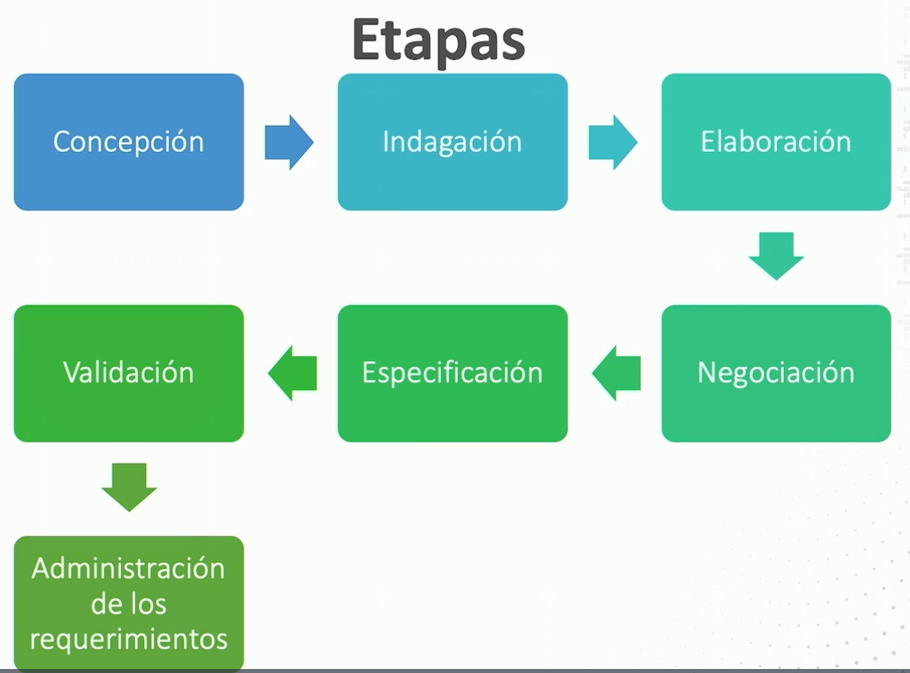 Etapas
Concepción
Indagación
Elaboración
Negociación
Especificación
Validación
Administración
de los
requerimientos